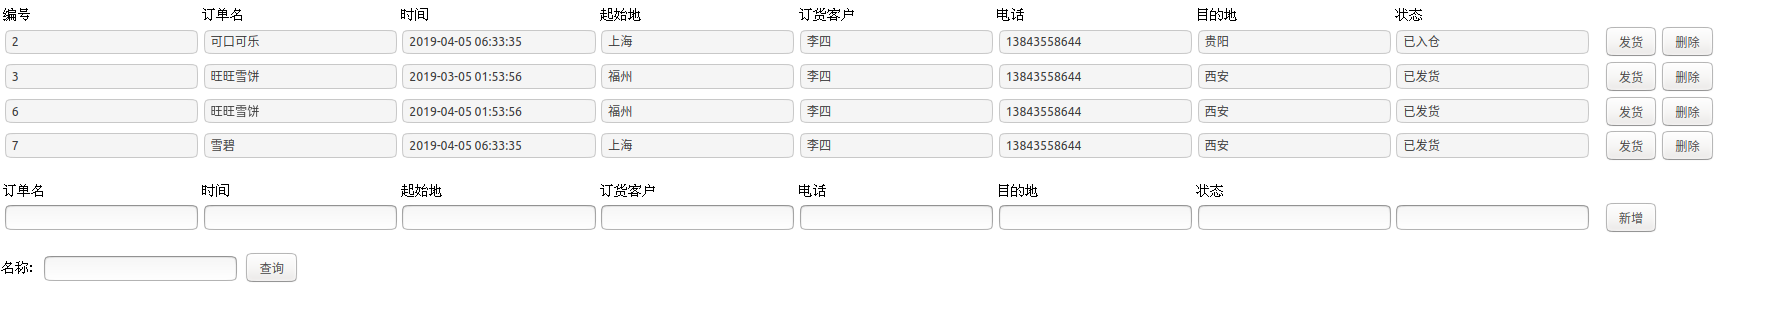 编号 订单名 时间 起始地 订货客户 电话 目的地 状态
2 可口可乐 2019-04-05 06:33:35 上海 李四 13843558644 贵阳 已入仓 发货 删除
3 旺旺雪饼 2019-03-05 01:53:56 福州 李四 13843558644 西安 已发货 发货 删除
6 旺旺雪饼 2019-04-05 01:53:56 福州 李四 13843558644 西安 已发货 发货 删除
7 雪碧 2019-04-05 06:33:35 上海 李四 13843558644 西安 已发货 发货 删除
订单名 时间 起始地 订货客户 电话 目的地 状态
新增
名称: 查询